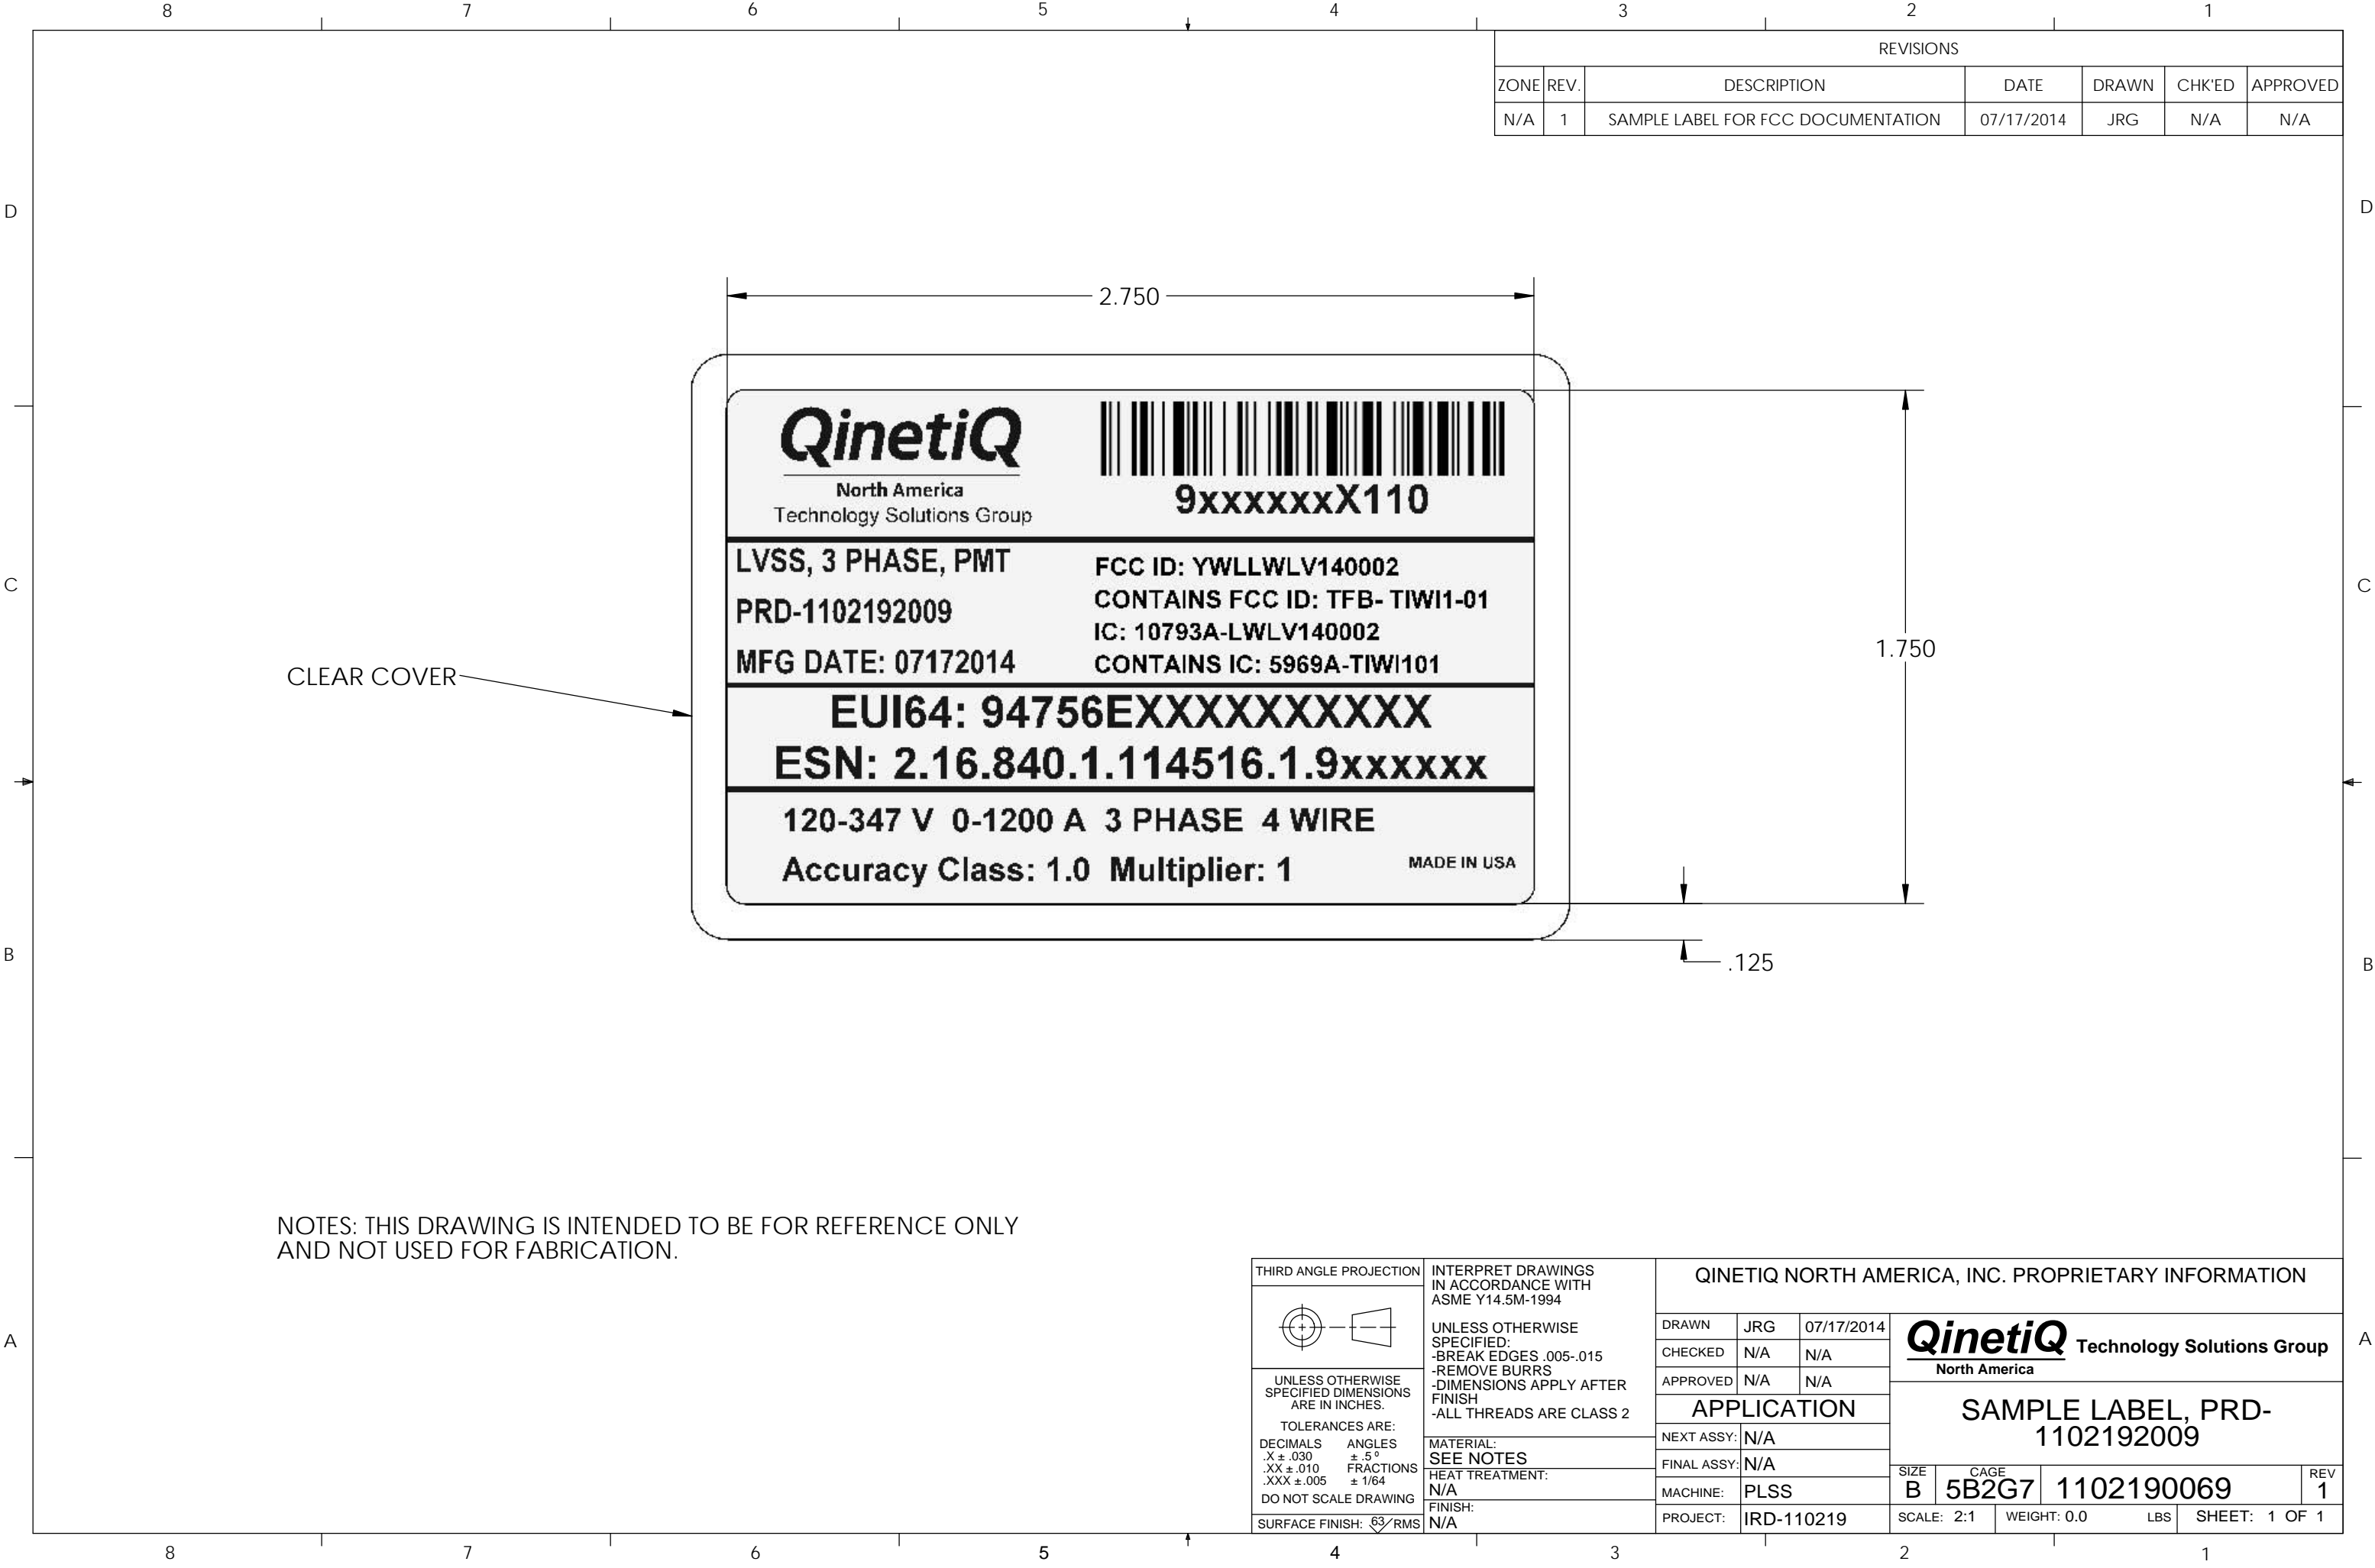 8 7 6 5 4 3 2 1
REVISIONS
ZONE REV. DESCRIPTION DATE DRAWN CHK'ED APPROVED
N/A 1 SAMPLE LABEL FOR FCC DOCUMENTATION 07/17/2014 JRG N/A N/A
D D
2.750
QinetiQ
North America
Technology Solutions Group
9xxxxxxX110
LVSS, 3 PHASE, PMT
PRD-1102192009
MFG DATE: 07172014
FCC ID: YWLLWLV140002
CONTAINS FCC ID: TFB- TIWI1-01
IC: 10793A-LWLV140002
CONTAINS IC: 5969A-TIWI101
C C
1.750
CLEAR COVER
EUI64: 94756EXXXXXXXXXX
ESN: 2.16.840.1.114516.1.9xxxxxx
120-347 V 0-1200 A 3 PHASE 4 WIRE
Accuracy Class: 1.0 Multiplier: 1
MADE IN USA
.125
B B
NOTES: THIS DRAWING IS INTENDED TO BE FOR REFERENCE ONLY
AND NOT USED FOR FABRICATION.
A A
THIRD ANGLE PROJECTION
UNLESS OTHERWISE
SPECIFIED DIMENSIONS
ARE IN INCHES.
TOLERANCES ARE:
DECIMALS ANGLES
.X ± .030 ± .5°
.XX ± .010 FRACTIONS
.XXX ± .005 ± 1/64
DO NOT SCALE DRAWING
SURFACE FINISH: 63 RMS
INTERPRET DRAWINGS
IN ACCORDANCE WITH
ASME Y14.5M-1994
UNLESS OTHERWISE
SPECIFIED:
-BREAK EDGES .005-.015
-REMOVE BURRS
-DIMENSIONS APPLY AFTER
FINISH
-ALL THREADS ARE CLASS 2
MATERIAL:
SEE NOTES
HEAT TREATMENT:
N/A
FINISH:
N/A
QINETIQ NORTH AMERICA, INC. PROPRIETARY INFORMATION
DRAWN JRG 07/17/2014
CHECKED N/A N/A
APPROVED N/A N/A
APPLICATION
NEXT ASSY: N/A
FINAL ASSY: N/A
MACHINE: PLSS
PROJECT: IRD-110219
QinetiQ Technology Solutions Group
North America
SAMPLE LABEL, PRD-
1102192009
SIZE CAGE REV
B 5B2G7 1102190069 1
SCALE: 2:1 WEIGHT: 0.0 LBS SHEET: 1 OF 1
8 7 6 5 4 3 2 1